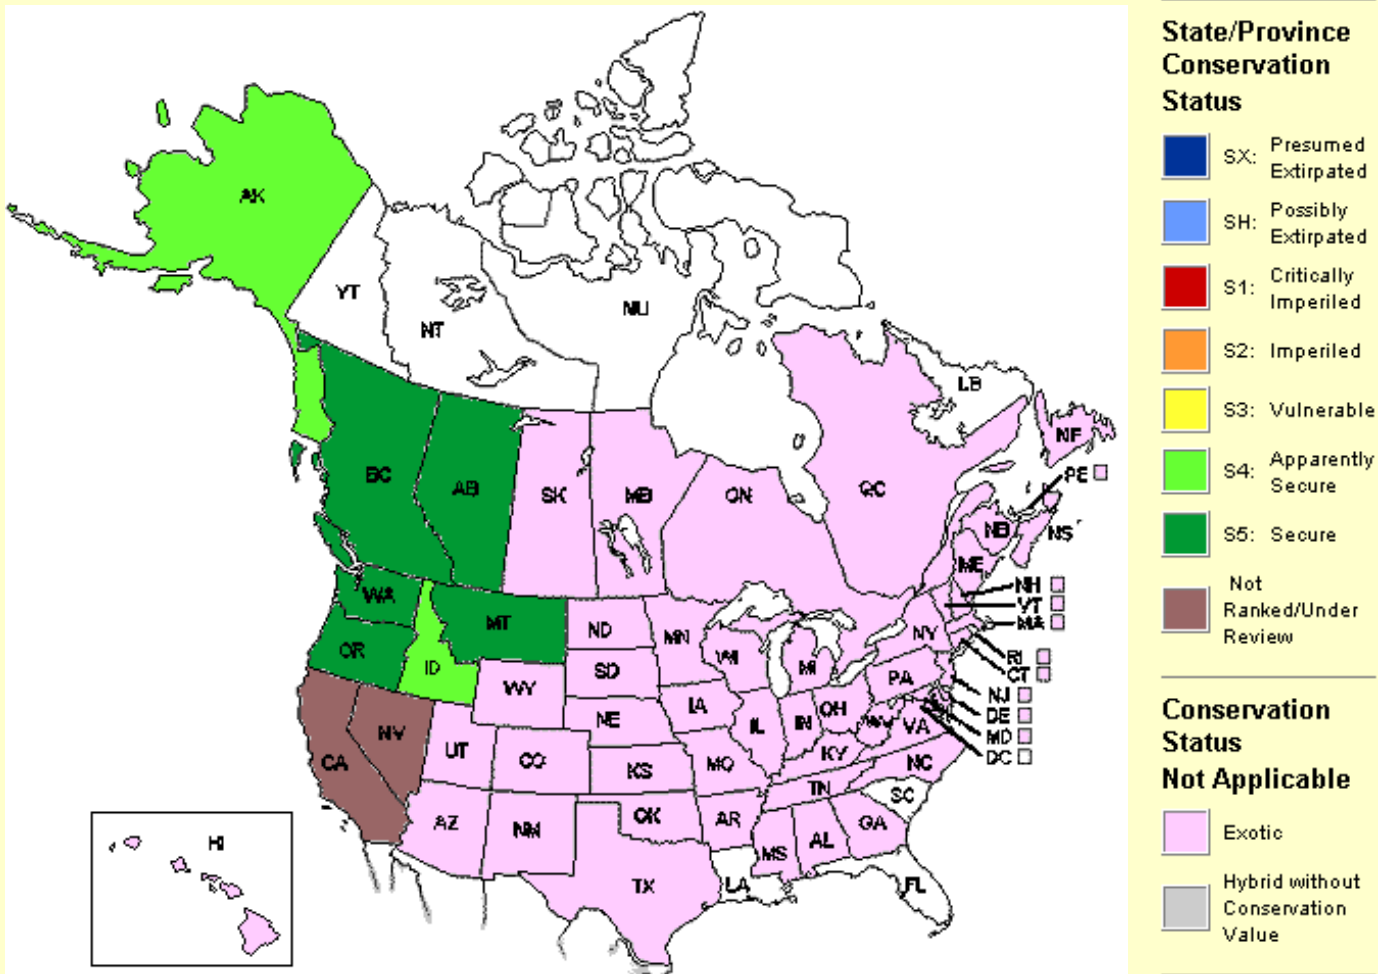 AK
YT
NT
NU
LB
NF
PE
BC
AB
SK
MB
ON
QC
NB
NS
ME
NH
VT
MA
WA
MT
ND
MN
NY
OR
ID
SD
WI
MI
RI
CT
WY
PA
NJ
IA
NE
OH
DE
IL
IN
WV
VA
MD
NV
UT
CO
KS
MO
KY
DC
CA
NC
TN
SC
AZ
NM
OK
AR
GA
HI
MS
AL
TX
LA
FL
State/Province
Conservation
Status
SX: Presumed
Extirpated
SH: Possibly
Extirpated
S1: Critically
Imperiled
S2: Imperiled
S3: Vulnerable
S4: Apparently
Secure
S5: Secure
Not
Ranked/Under
Review
Conservation
Status
Not Applicable
Exotic
Hybrid without
Conservation
Value